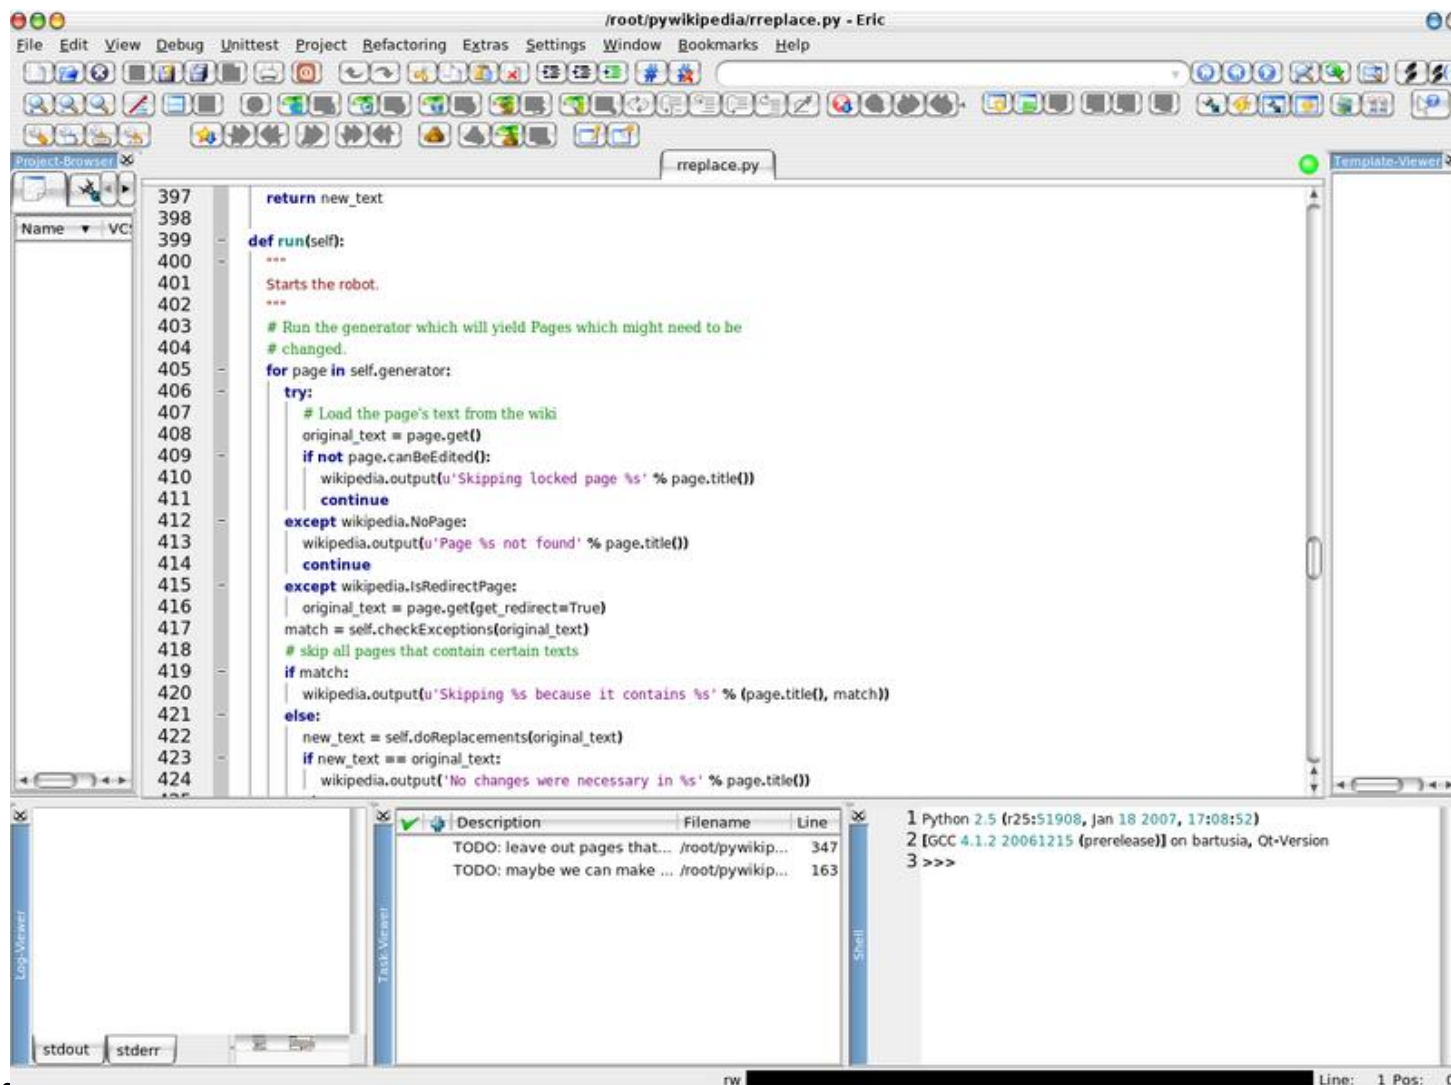 /root/pywikipedia/rreplace.py - Eric
File Edit View Debug Unittest Project Refactoring Extras Settings Window Bookmarks Help
Project-Browser
rreplace.py
Template-Viewer
Name VC
397 return new_text
398
399 def run(self):
400 """
401 Starts the robot.
402 """
403 # Run the generator which will yield Pages which might need to be
404 # changed.
405 for page in self.generator:
406 try:
407 # Load the page's text from the wiki
408 original_text = page.get()
409 if not page.canBeEdited():
410 wikipedia.output(u'Skipping locked page %s' % page.title())
411 continue
412 except wikipedia.NoPage:
413 wikipedia.output(u'Page %s not found' % page.title())
414 continue
415 except wikipedia.IsRedirectPage:
416 original_text = page.get(get_redirect=True)
417 match = self.checkExceptions(original_text)
418 # skip all pages that contain certain texts
419 if match:
420 wikipedia.output(u'Skipping %s because it contains %s' % (page.title(), match))
421 else:
422 new_text = self.doReplacements(original_text)
423 if new_text == original_text:
424 wikipedia.output('No changes were necessary in %s' % page.title())
Log-Viewer
stdout stderr
Task-Viewer
Description Filename Line
TODO: leave out pages that... /root/pywikip... 347
TODO: maybe we can make ... /root/pywikip... 163
Shell
1 Python 2.5 (r25:51908, Jan 18 2007, 17:08:52)
2 [GCC 4.1.2 20061215 (prerelease)] on bartusia, Qt-Version
3 >>>
rw Line: 1 Pos: